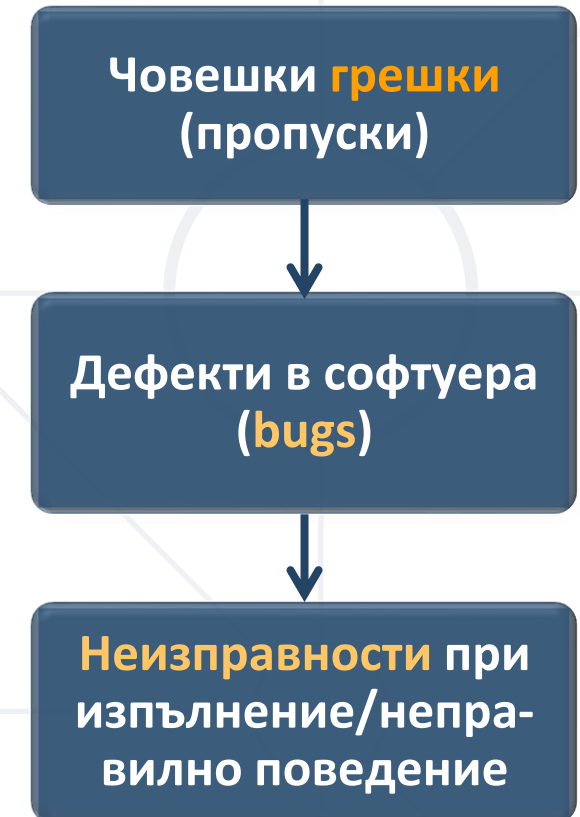 Човешки грешки
(пропуски)
Дефекти в софтуера
(bugs)
Неизправности при
изпълнение/непра-
вилно поведение